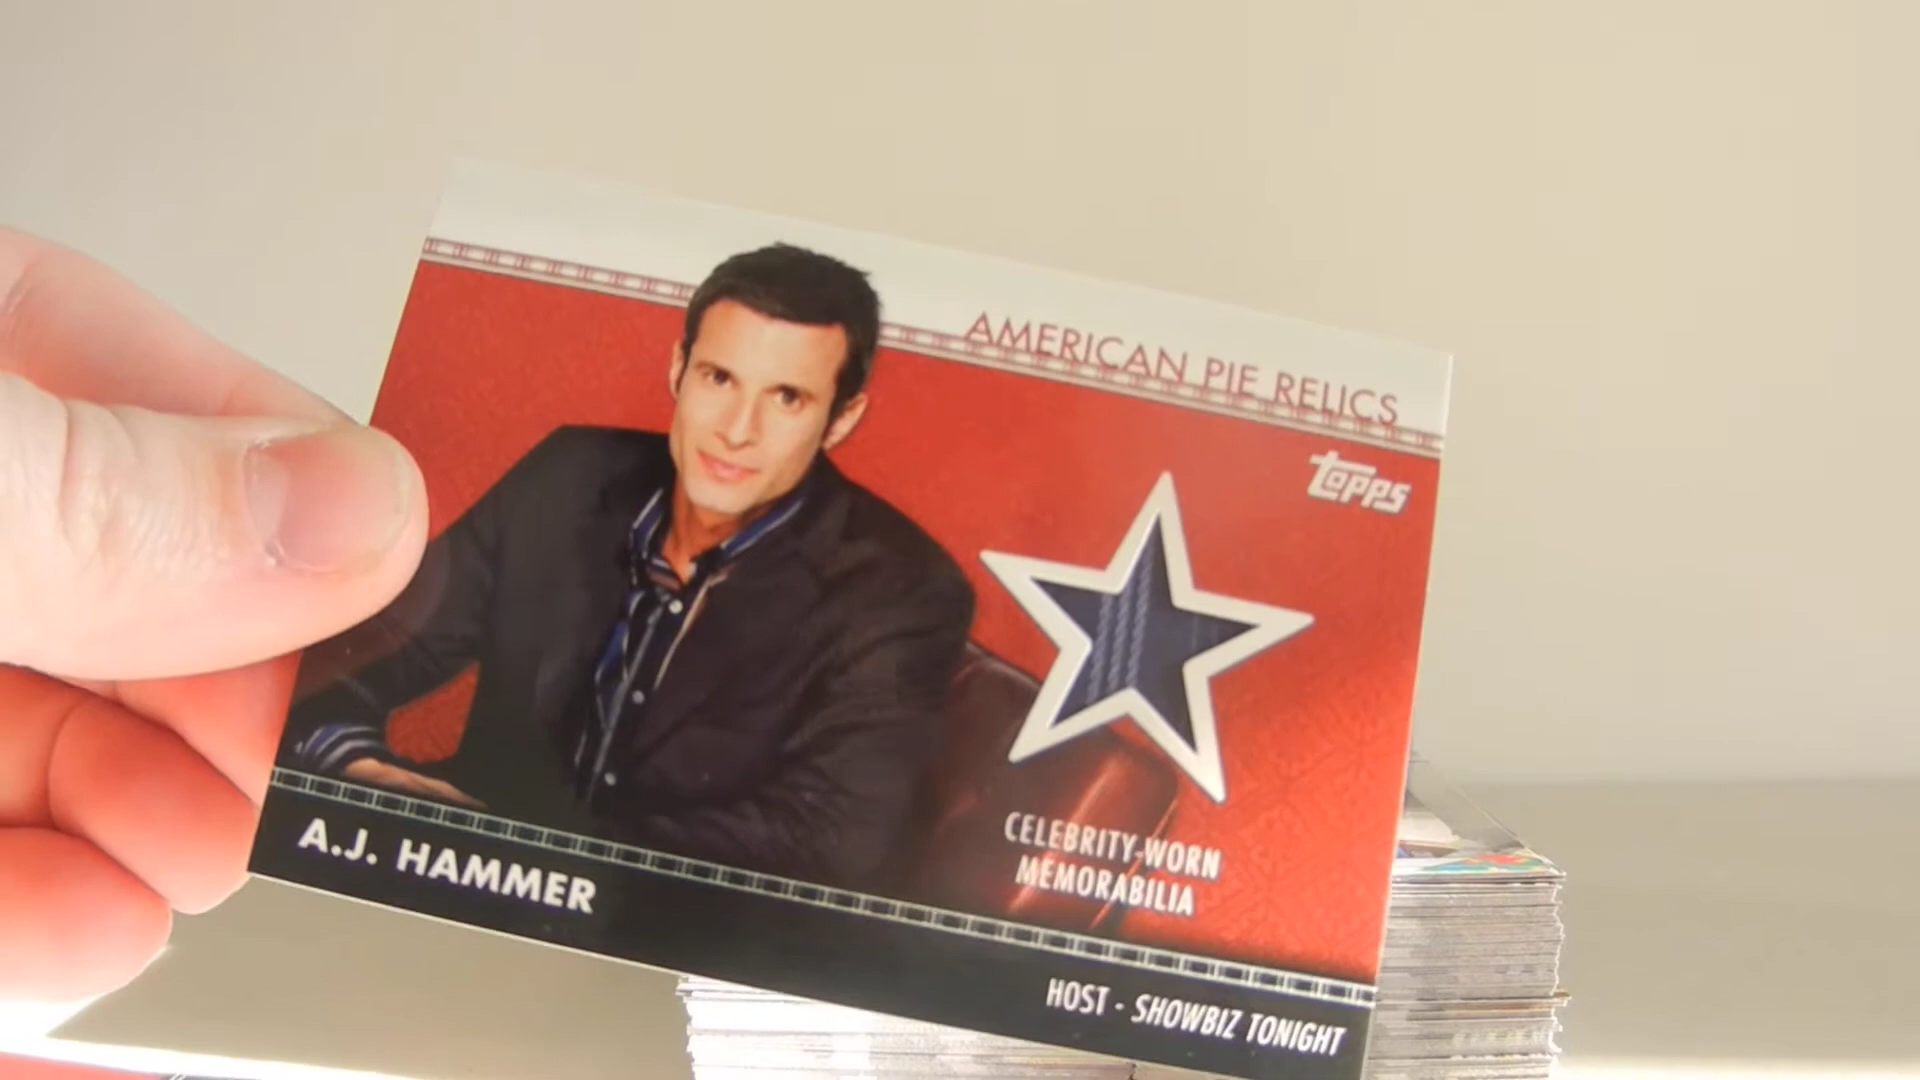 AMERICAN PIE RELICS
topps
CELEBRITY-WORN
MEMORABILIA
A.J. HAMMER
HOST - SHOWBIZ TONIGHT